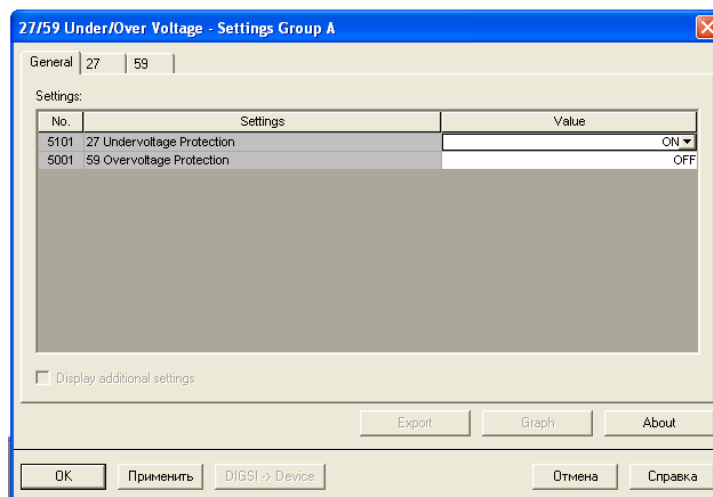 27/59 Under/Over Voltage - Settings Group A
General 27 59
Settings:
No. Settings Value
5101 27 Undervoltage Protection ON
5001 59 Overvoltage Protection OFF
Display additional settings
Export Graph About
OK Применить DIGSI -> Device Отмена Справка